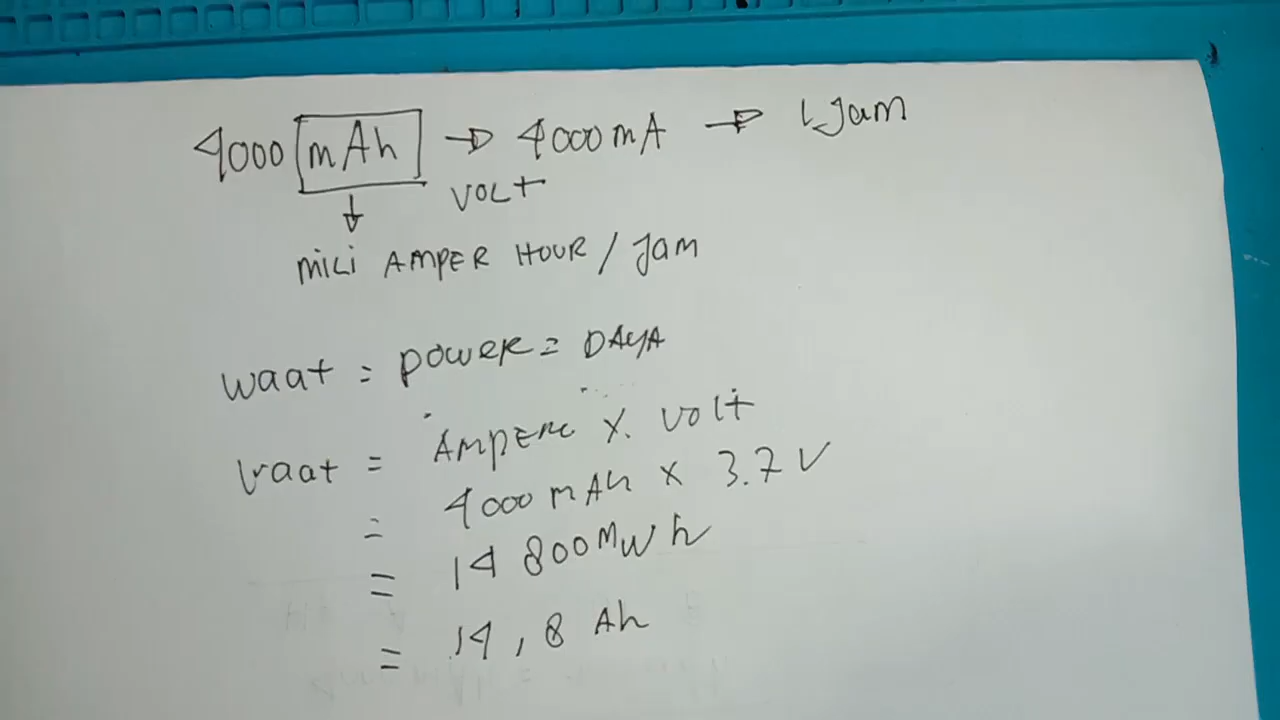 4000 mAh → 4000 mA → 1 Jam
VOLT
MILI AMPER HOUR / Jam
waat = POWER = DAYA
waat = AMPERE X. VOLT
= 4000 mAh x 3.7 V
= 14 800 MWh
= 14,8 Ah